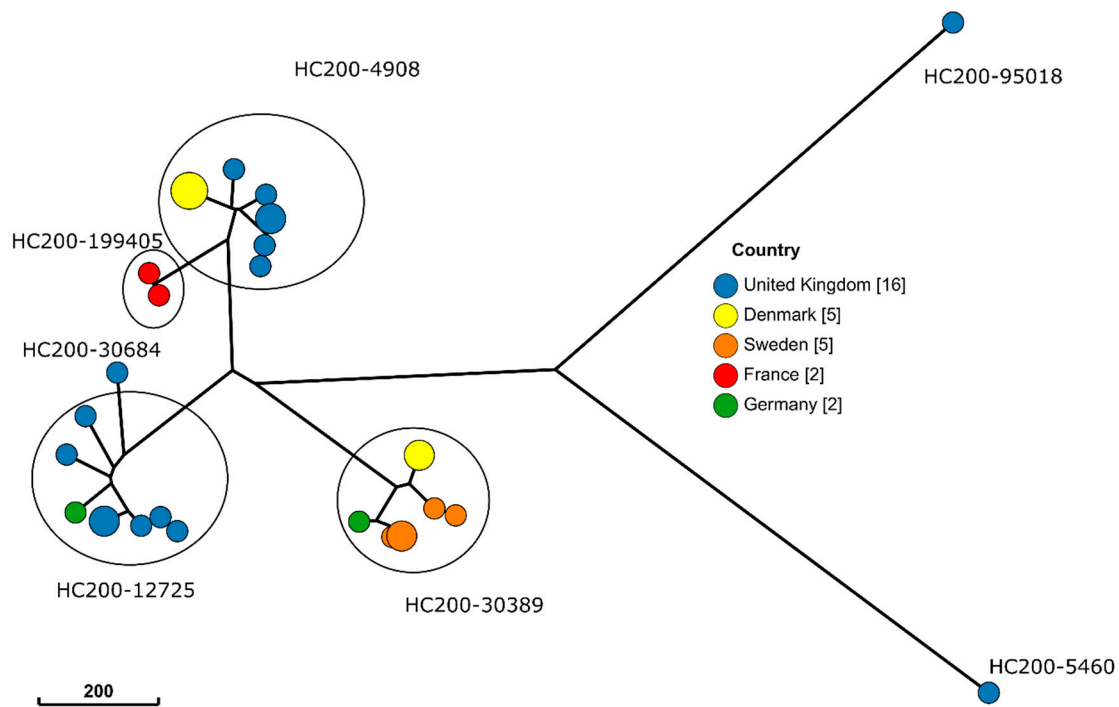 HC200-4908
HC200-95018
HC200-199405
Country
United Kingdom [16]
Denmark [5]
Sweden [5]
France [2]
Germany [2]
HC200-30684
HC200-12725
HC200-30389
HC200-5460
200